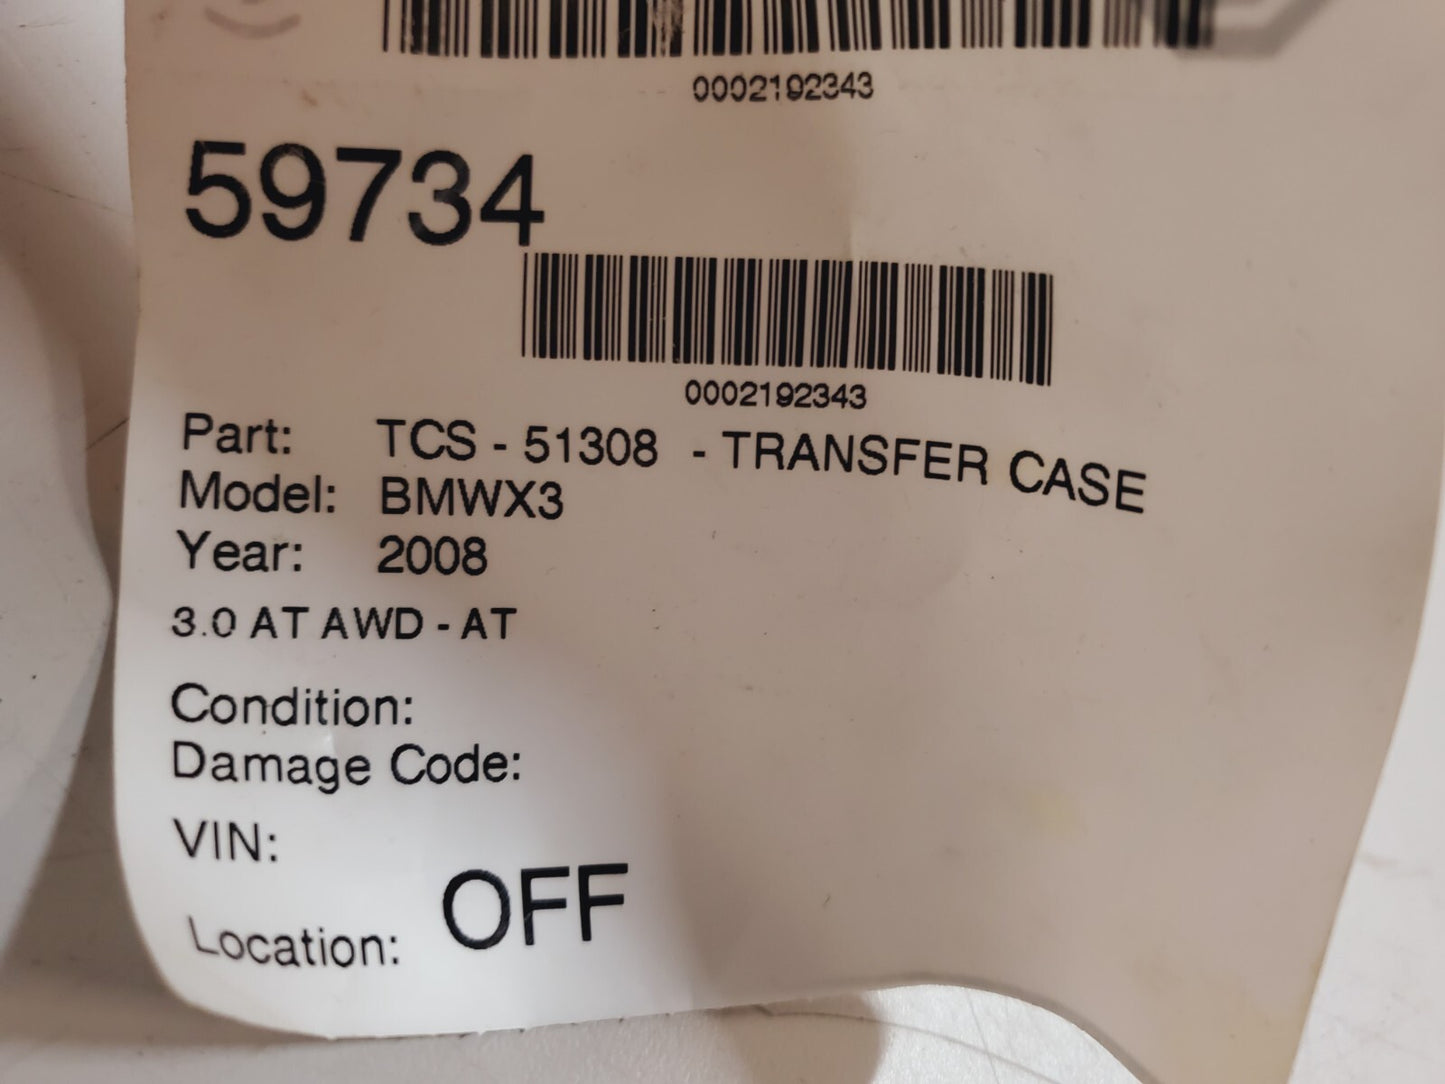 0002192343
59734
0002192343
Part: TCS - 51308 - TRANSFER CASE
Model: BMWX3
Year: 2008
3.0 AT AWD - AT
Condition:
Damage Code:
VIN:
Location: OFF